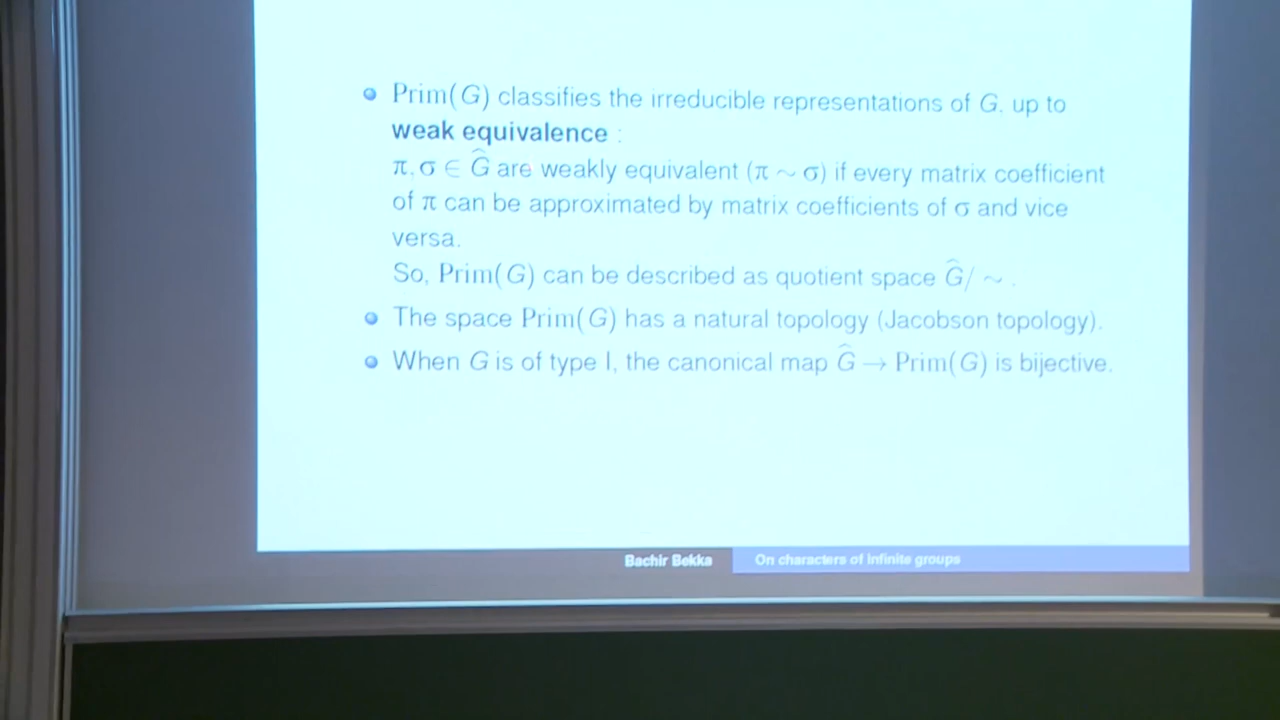 Prim(G) classifies the irreducible representations of G. up to
weak equivalence :
π, σ ∈ Ĝ are weakly equivalent (π ∼ σ) if every matrix coefficient
of π can be approximated by matrix coefficients of σ and vice
versa.
So, Prim(G) can be described as quotient space Ĝ/ ∼ .
The space Prim(G) has a natural topology (Jacobson topology).
When G is of type I, the canonical map Ĝ → Prim(G) is bijective.
Bachir Bekka On characters of infinite groups